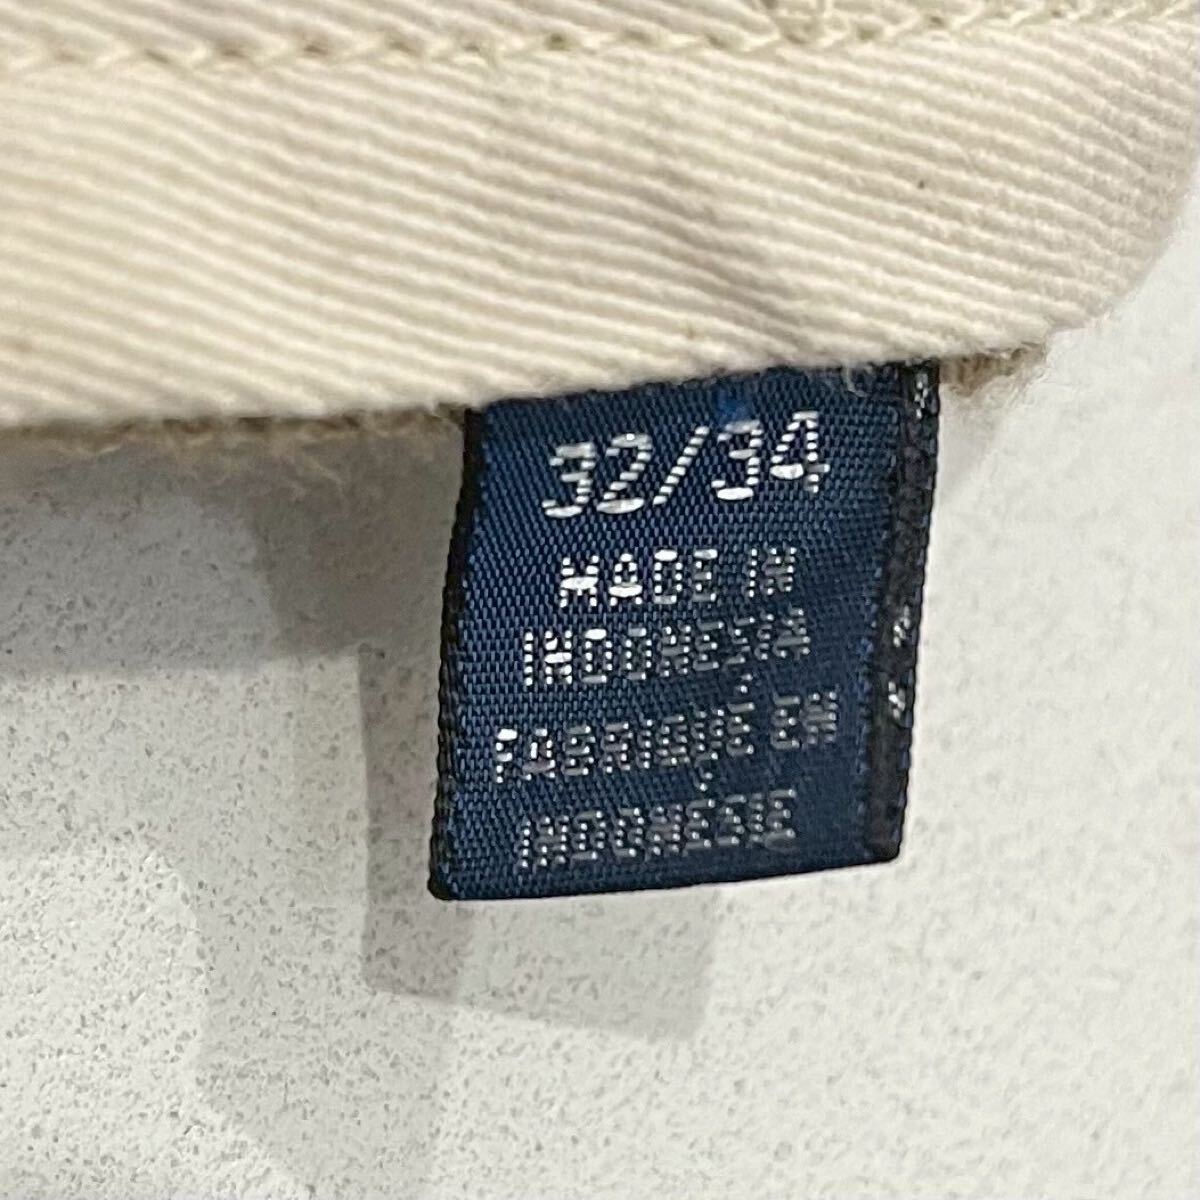 32/34
MADE IN
INDONESIA
FABRIQUÉ EN
INDONÉSIE